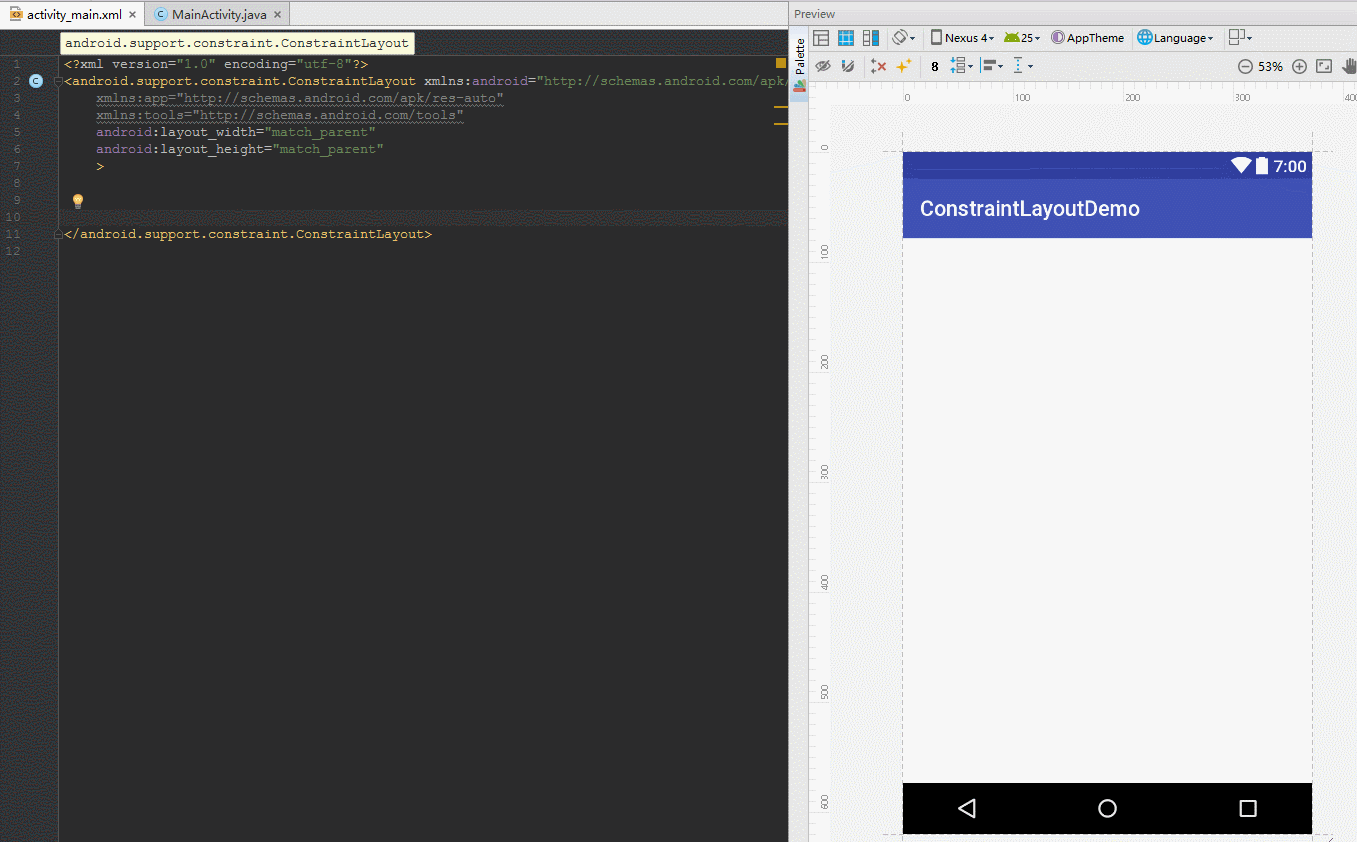 activity_main.xml × MainActivity.java ×
android.support.constraint.ConstraintLayout
1 <?xml version="1.0" encoding="utf-8"?>
2 <android.support.constraint.ConstraintLayout xmlns:android="http://schemas.android.com/apk/
3 xmlns:app="http://schemas.android.com/apk/res-auto"
4 xmlns:tools="http://schemas.android.com/tools"
5 android:layout_width="match_parent"
6 android:layout_height="match_parent"
7 >
8
9
10
11 </android.support.constraint.ConstraintLayout>
12
Preview
Palette
Nexus 4 25 AppTheme Language
8 53%
0 100 200 300 400
0
100
200
300
400
500
600
7:00
ConstraintLayoutDemo